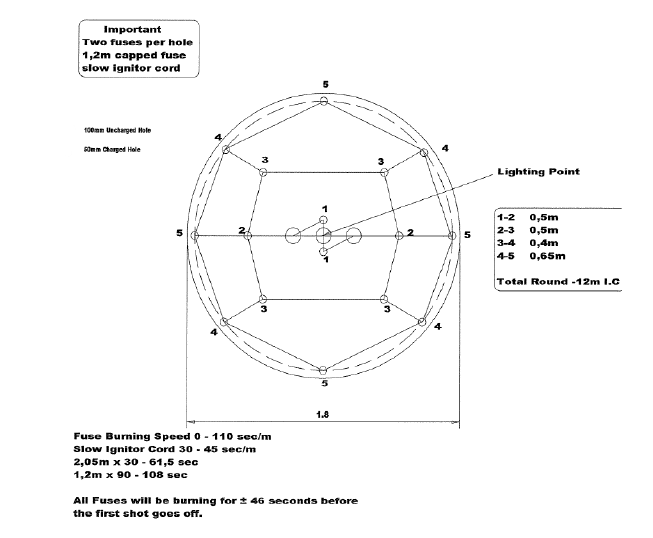 Important
Two fuses per hole
1,2m capped fuse
slow ignitor cord
5
100mm Uncharged Hole
50mm Charged Hole
4
4
3
3
Lighting Point
1
5
2
2
5
1
1-2 0,5m
2-3 0,5m
3-4 0,4m
4-5 0,65m
Total Round -12m I.C
3
3
4
4
5
1.8
Fuse Burning Speed 0 - 110 sec/m
Slow Ignitor Cord 30 - 45 sec/m
2,05m x 30 - 61,5 sec
1,2m x 90 - 108 sec
All Fuses will be burning for ± 46 seconds before
the first shot goes off.